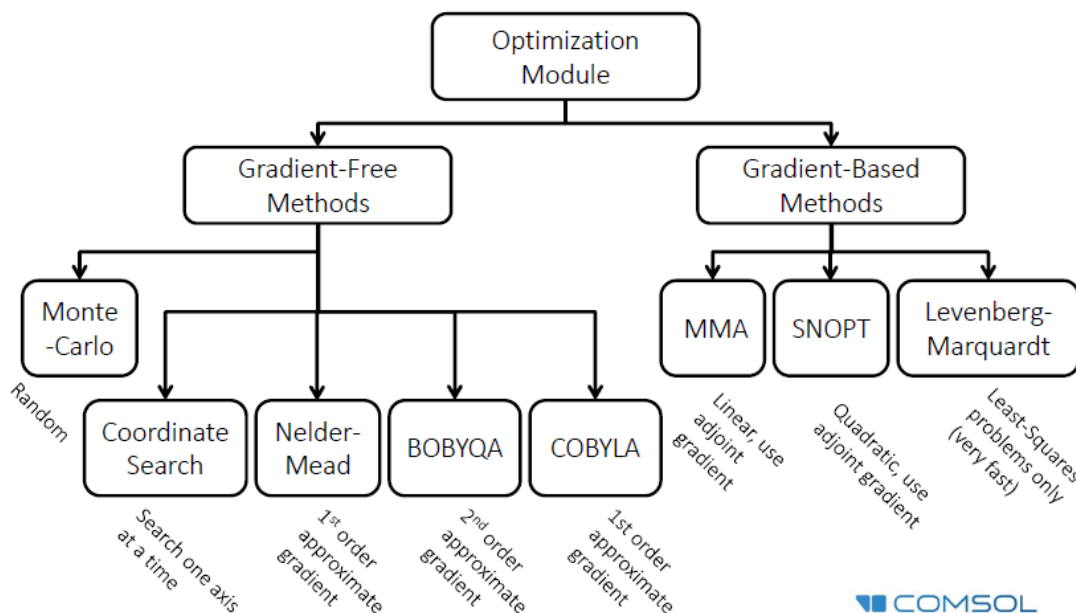 Optimization
Module
Gradient-Free
Methods
Gradient-Based
Methods
Monte
-Carlo
Random
Coordinate
Search
Search one axis
at a time
Nelder-
Mead
1st order
approximate
gradient
BOBYQA
2nd order
approximate
gradient
COBYLA
1st order
approximate
gradient
MMA
Linear, use
adjoint
gradient
SNOPT
Quadratic, use
adjoint gradient
Levenberg-
Marquardt
Least-Squares
problems only
(very fast)
COMSOL